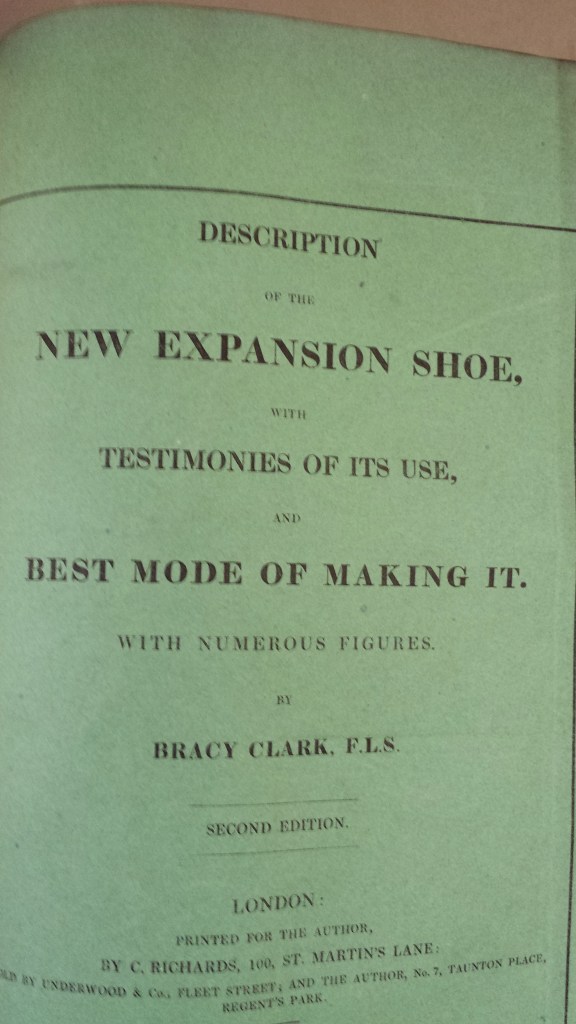 DESCRIPTION
OF THE
NEW EXPANSION SHOE,
WITH
TESTIMONIES OF ITS USE,
AND
BEST MODE OF MAKING IT.
WITH NUMEROUS FIGURES.
BY
BRACY CLARK, F.L.S.
SECOND EDITION.
LONDON:
PRINTED FOR THE AUTHOR,
BY C. RICHARDS, 100, ST. MARTIN'S LANE:
BY UNDERWOOD & Co., FLEET STREET; AND THE AUTHOR, No. 7, TAUNTON PLACE,
REGENT'S PARK.